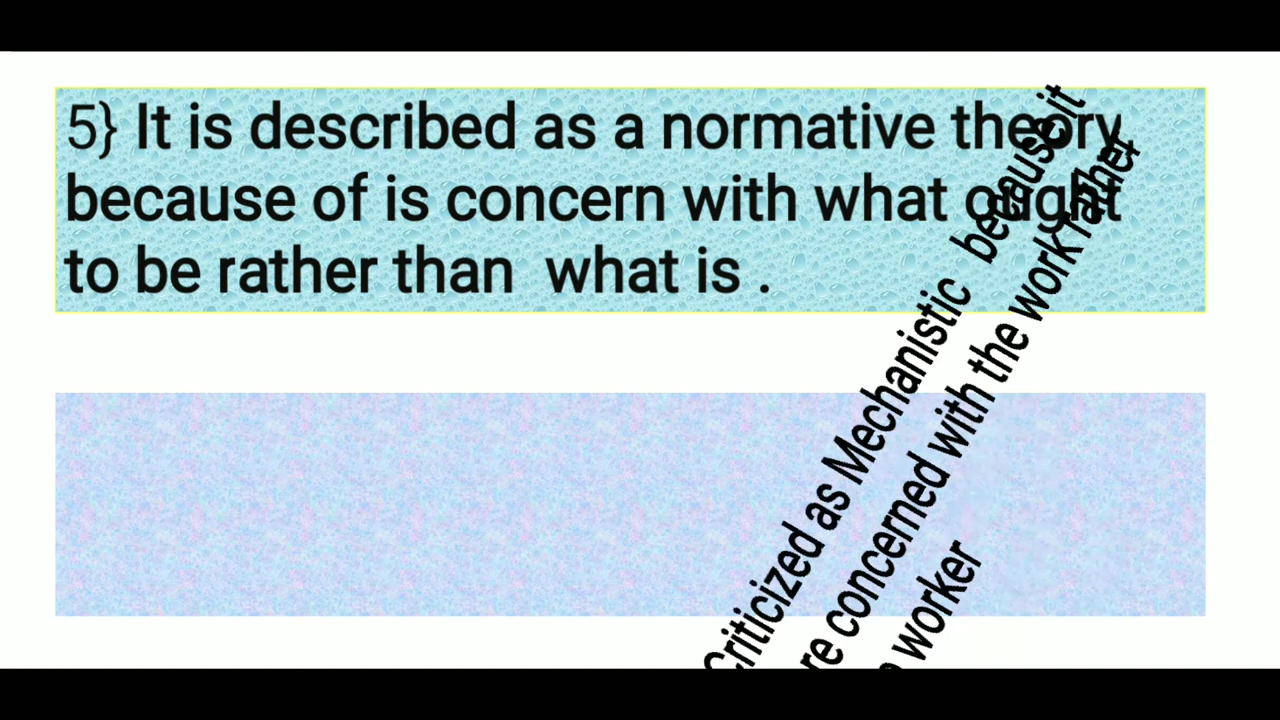 5} It is described as a normative theory
because of is concern with what ought
to be rather than what is .
Criticized as Mechanistic because it
concerned with the work rather
worker